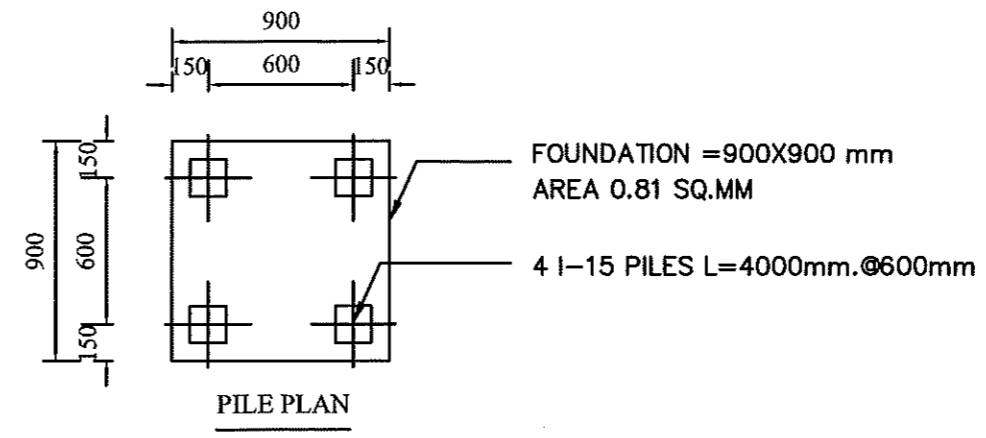 900
150 600 150
FOUNDATION =900X900 mm
AREA 0.81 SQ.MM
150
900 600
4 I-15 PILES L=4000mm.@600mm
150
PILE PLAN